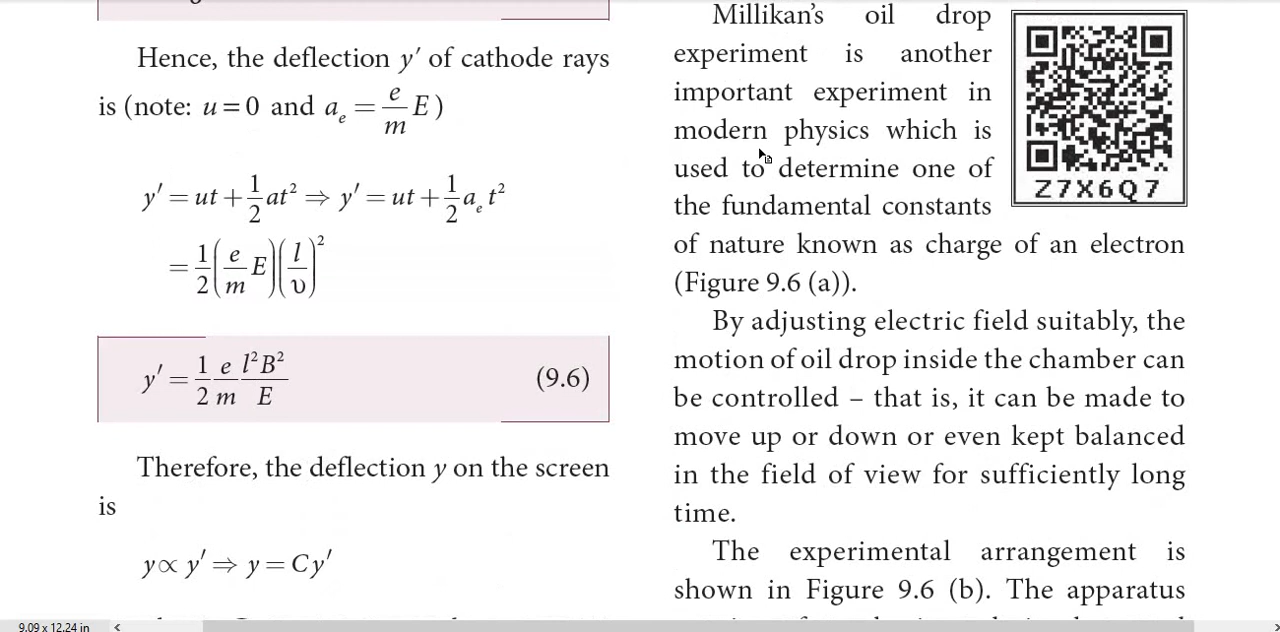 Hence, the deflection y′ of cathode rays
is (note: u = 0 and aₑ = e/m E )
y′ = ut + 1/2 at² ⇒ y′ = ut + 1/2 aₑ t²
= 1/2 (e/m E)(l/υ)²
y′ = 1/2 e/m l²B²/E (9.6)
Therefore, the deflection y on the screen
is
y ∝ y′ ⇒ y = Cy′
Millikan's oil drop
experiment is another
important experiment in
modern physics which is
used to determine one of
the fundamental constants
of nature known as charge of an electron
(Figure 9.6 (a)).
By adjusting electric field suitably, the
motion of oil drop inside the chamber can
be controlled – that is, it can be made to
move up or down or even kept balanced
in the field of view for sufficiently long
time.
The experimental arrangement is
shown in Figure 9.6 (b). The apparatus
Z7X6Q7
9.09 x 12.24 in